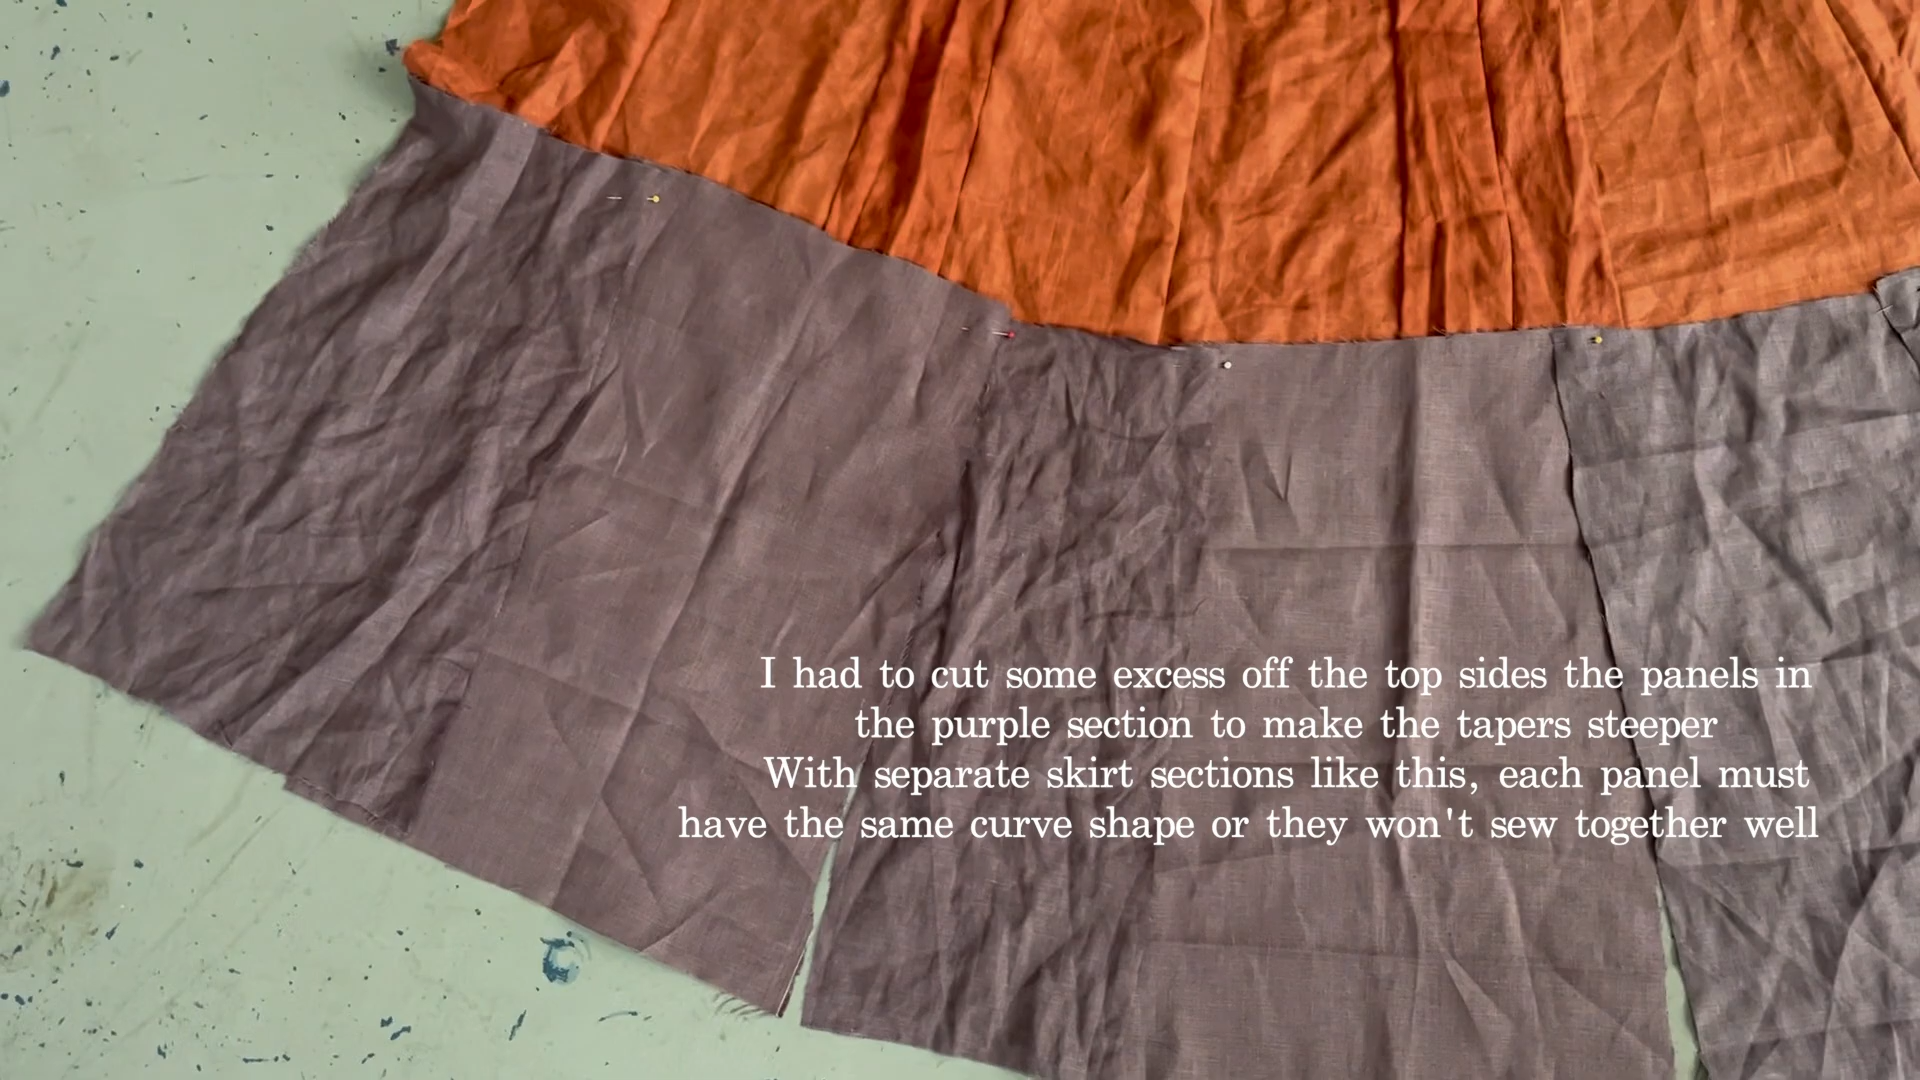 I had to cut some excess off the top sides the panels in
the purple section to make the tapers steeper
With separate skirt sections like this, each panel must
have the same curve shape or they won't sew together well